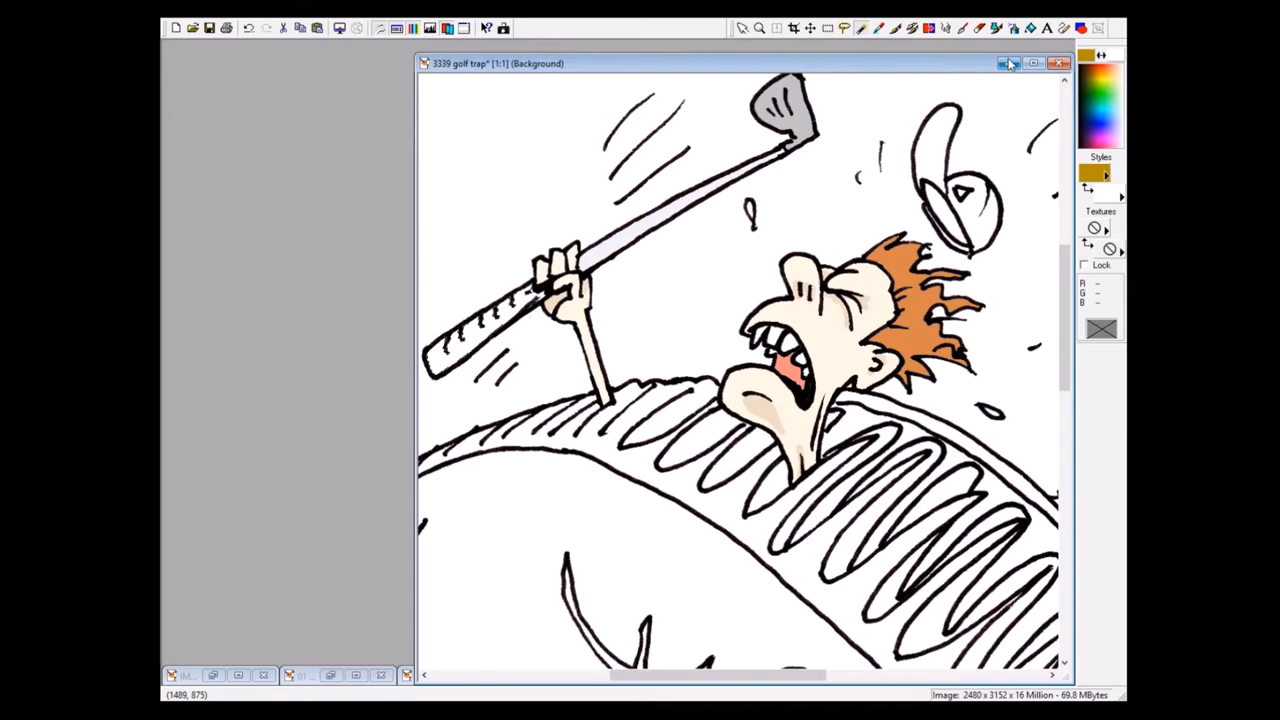 3339 golf trap* [1:1] (Background)
Styles
Textures
Lock
R --
G --
B --
(1489, 875)
Image: 2480 x 3152 x 16 Million - 69.8 MBytes